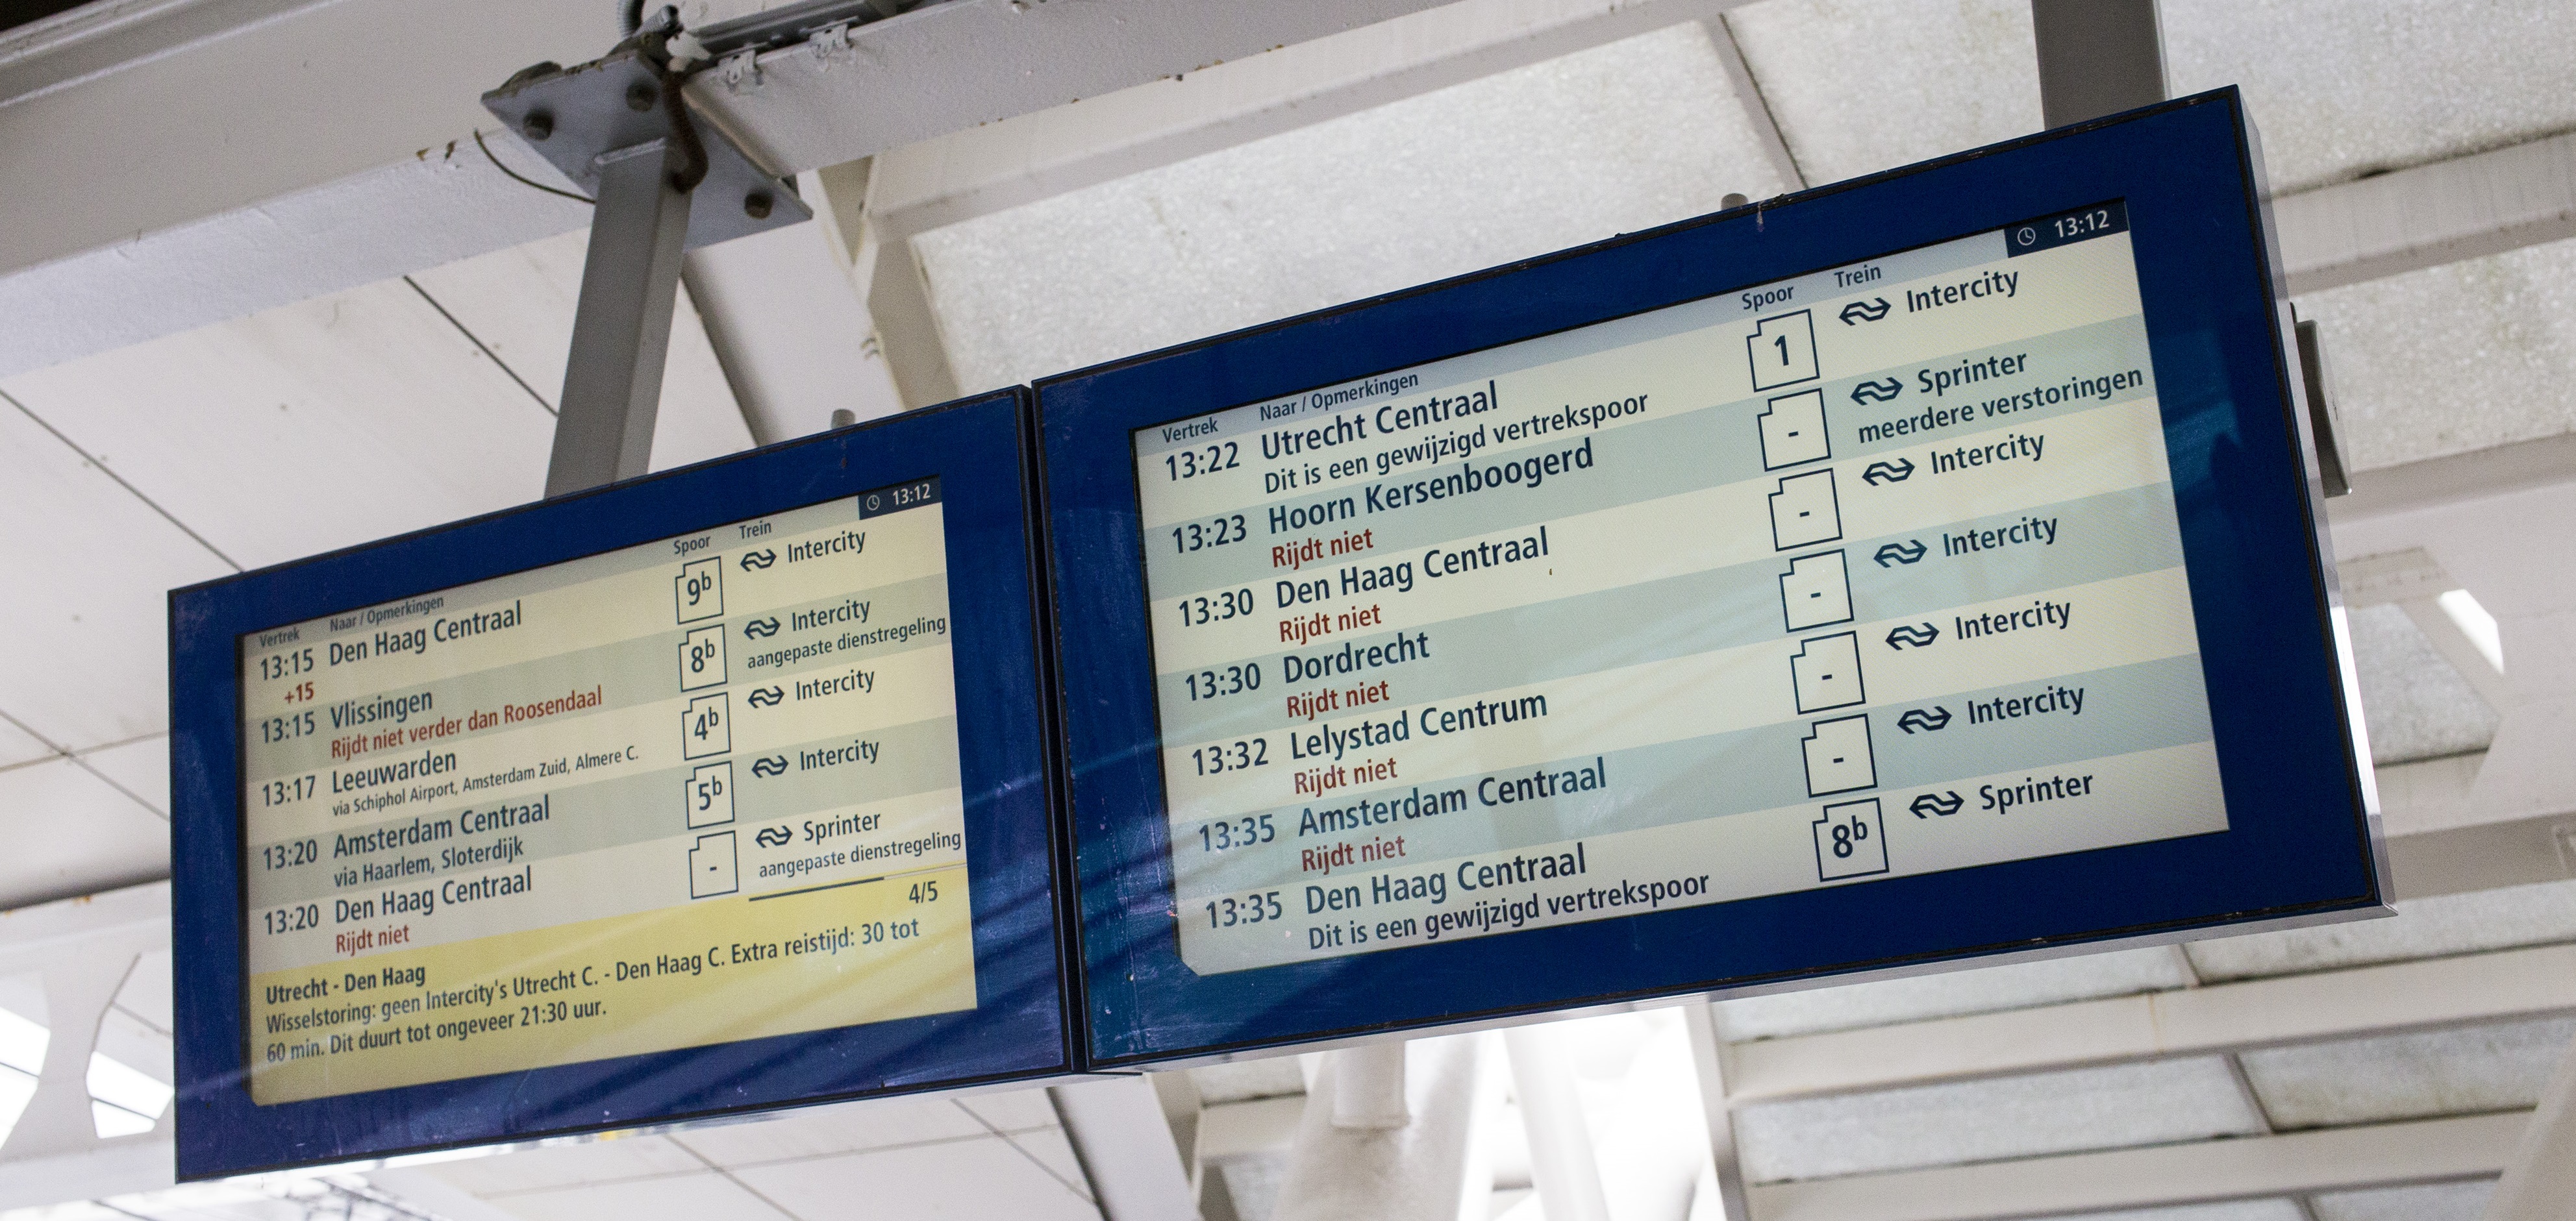 13:12
Vertrek Naar / Opmerkingen Spoor Trein
13:15 Den Haag Centraal 9b Intercity
+15
13:15 Vlissingen 8b Intercity
Rijdt niet verder dan Roosendaal aangepaste dienstregeling
13:17 Leeuwarden 4b Intercity
via Schiphol Airport, Amsterdam Zuid, Almere C.
13:20 Amsterdam Centraal 5b Intercity
via Haarlem, Sloterdijk
13:20 Den Haag Centraal - Sprinter
Rijdt niet aangepaste dienstregeling
4/5
Utrecht - Den Haag
Wisselstoring: geen Intercity's Utrecht C. - Den Haag C. Extra reistijd: 30 tot
60 min. Dit duurt tot ongeveer 21:30 uur.
13:12
Vertrek Naar / Opmerkingen Spoor Trein
13:22 Utrecht Centraal 1 Intercity
Dit is een gewijzigd vertrekspoor
13:23 Hoorn Kersenboogerd - Sprinter
Rijdt niet meerdere verstoringen
13:30 Den Haag Centraal - Intercity
Rijdt niet
13:30 Dordrecht - Intercity
Rijdt niet
13:32 Lelystad Centrum - Intercity
Rijdt niet
13:35 Amsterdam Centraal - Intercity
Rijdt niet
13:35 Den Haag Centraal 8b Sprinter
Dit is een gewijzigd vertrekspoor